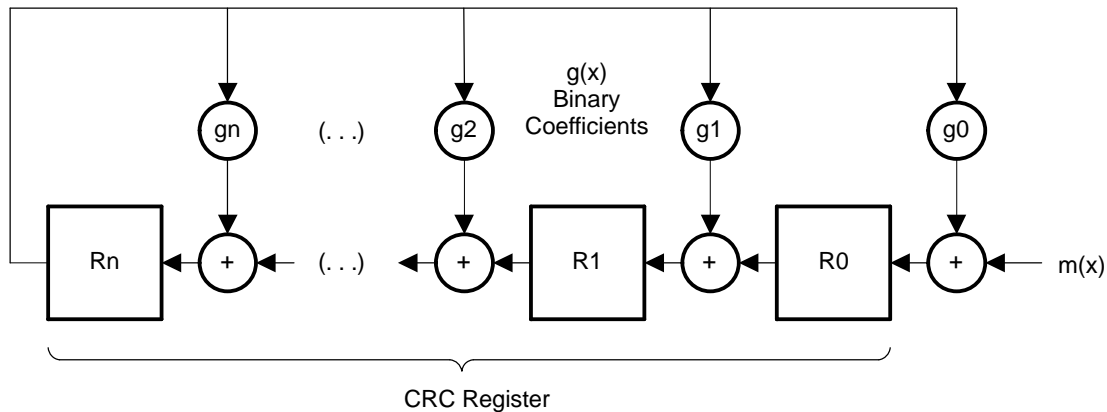 g(x)
Binary
Coefficients
gn
(. . .)
g2
g1
g0
Rn
+
(. . .)
+
R1
+
R0
+
m(x)
CRC Register